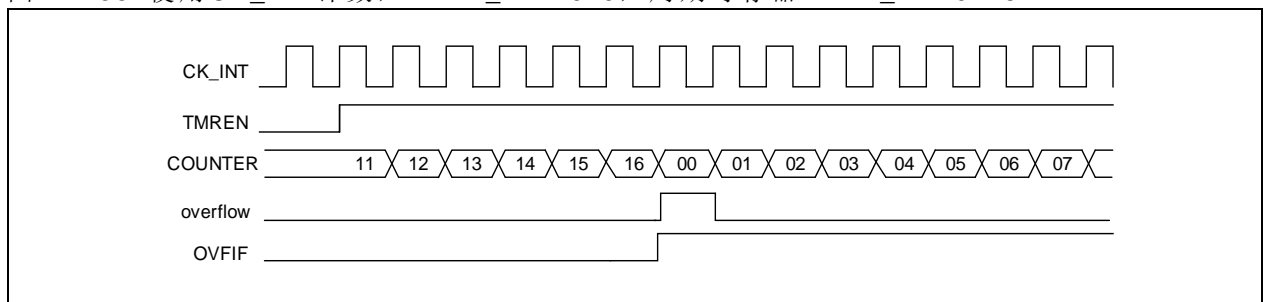 CK_INT
TMREN
COUNTER 11 12 13 14 15 16 00 01 02 03 04 05 06 07
overflow
OVFIF